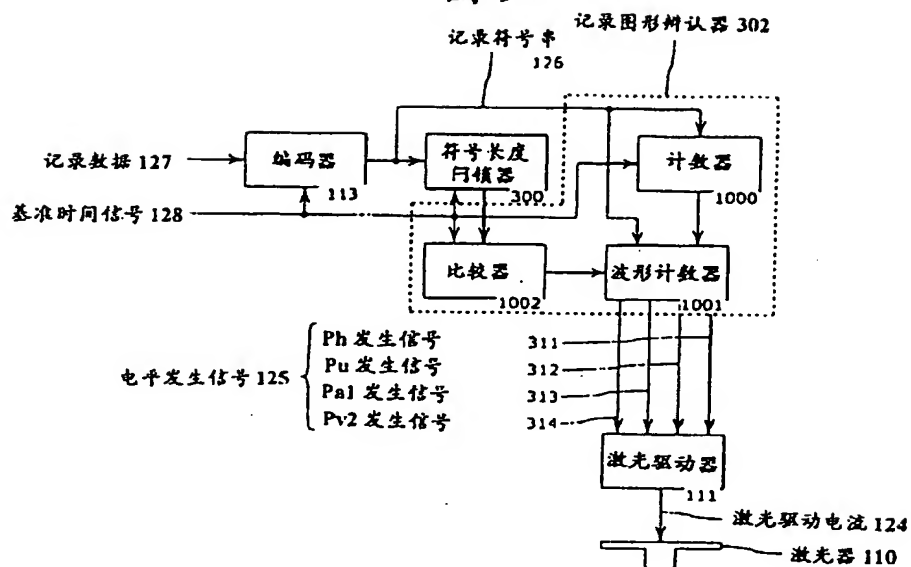 记录图形辨认器 302
记录符号串
126
记录数据 127
编码器
113
符号长度
闩锁器
300
计数器
1000
基准时间信号 128
比较器
1002
波形计数器
1001
电平发生信号 125
Ph 发生信号
311
Pu 发生信号
312
Pa1 发生信号
313
Pv2 发生信号
314
激光驱动器
111
激光驱动电流 124
激光器 110